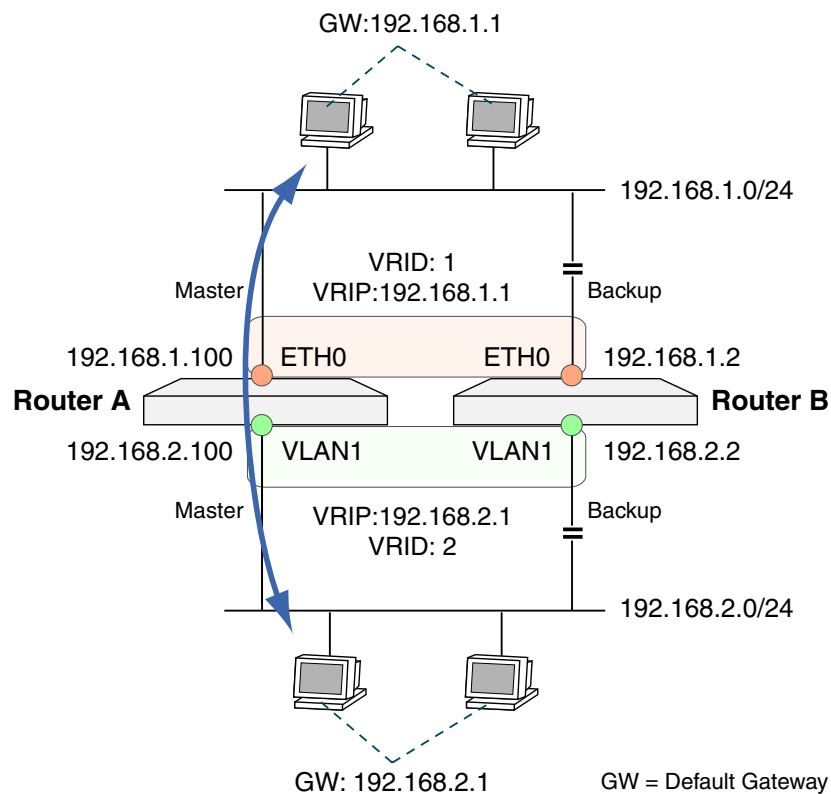 GW:192.168.1.1
192.168.1.0/24
VRID: 1
Master
VRIP:192.168.1.1
Backup
192.168.1.100
ETH0
ETH0
192.168.1.2
Router A
Router B
192.168.2.100
VLAN1
VLAN1
192.168.2.2
Master
VRIP:192.168.2.1
Backup
VRID: 2
192.168.2.0/24
GW: 192.168.2.1
GW = Default Gateway